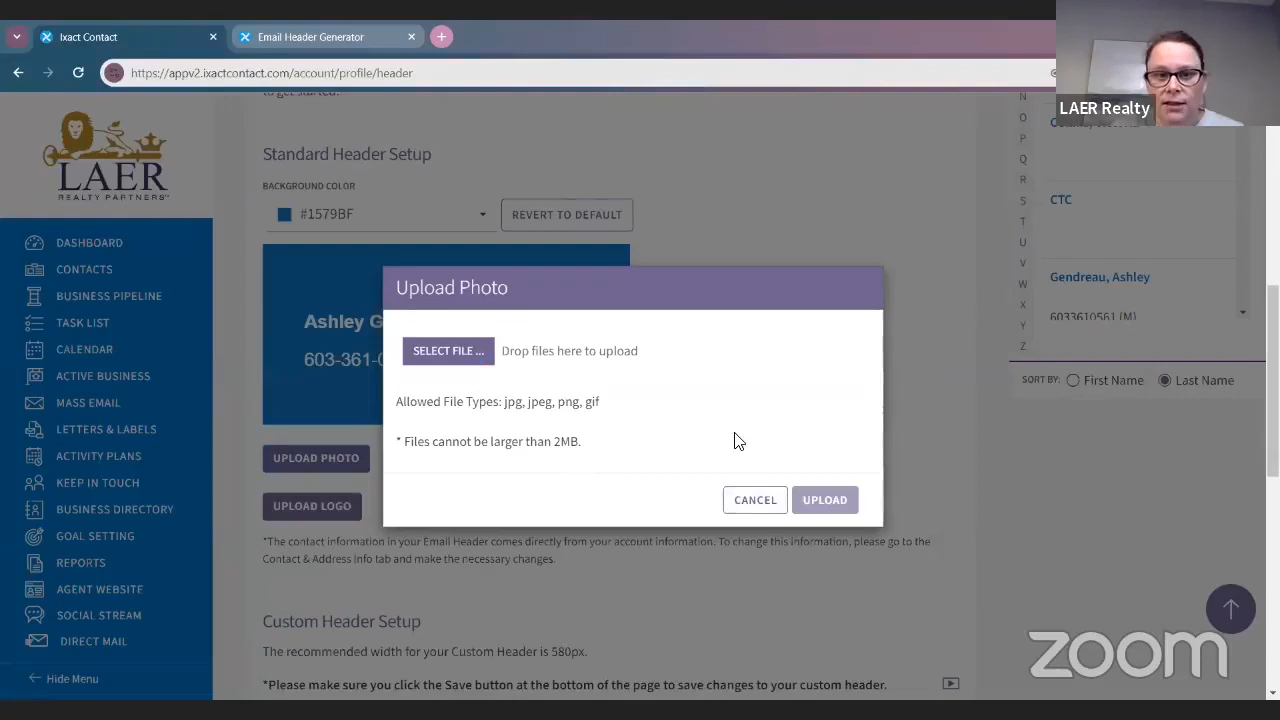 Ixact Contact
Email Header Generator
https://appv2.ixactcontact.com/account/profile/header
LAER Realty
LAER
REALTY PARTNERS
DASHBOARD
CONTACTS
BUSINESS PIPELINE
TASK LIST
CALENDAR
ACTIVE BUSINESS
MASS EMAIL
LETTERS & LABELS
ACTIVITY PLANS
KEEP IN TOUCH
BUSINESS DIRECTORY
GOAL SETTING
REPORTS
AGENT WEBSITE
SOCIAL STREAM
DIRECT MAIL
Hide Menu
to get started.
Standard Header Setup
BACKGROUND COLOR
#1579BF
REVERT TO DEFAULT
Ashley G
603-361-0
Upload Photo
SELECT FILE ...
Drop files here to upload
Allowed File Types: jpg, jpeg, png, gif
* Files cannot be larger than 2MB.
CANCEL
UPLOAD
UPLOAD PHOTO
UPLOAD LOGO
*The contact information in your Email Header comes directly from your account information. To change this information, please go to the
Contact & Address Info tab and make the necessary changes.
Custom Header Setup
The recommended width for your Custom Header is 580px.
*Please make sure you click the Save button at the bottom of the page to save changes to your custom header.
N
O
P
Q
R
S
T
U
V
W
X
Y
Z
CTC
Gendreau, Ashley
6033610561 (M)
SORT BY:
First Name
Last Name
zoom